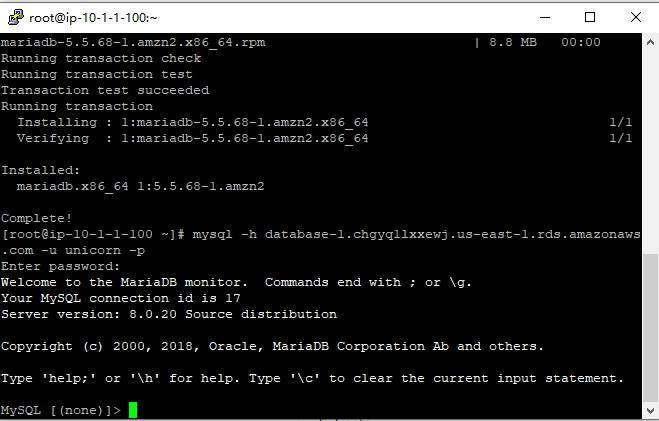 root@ip-10-1-1-100:~
mariadb-5.5.68-1.amzn2.x86_64.rpm | 8.8 MB 00:00
Running transaction check
Running transaction test
Transaction test succeeded
Running transaction
Installing : 1:mariadb-5.5.68-1.amzn2.x86_64 1/1
Verifying : 1:mariadb-5.5.68-1.amzn2.x86_64 1/1
Installed:
mariadb.x86_64 1:5.5.68-1.amzn2
Complete!
[root@ip-10-1-1-100 ~]# mysql -h database-1.chgyqllxxewj.us-east-1.rds.amazonaws
.com -u unicorn -p
Enter password:
Welcome to the MariaDB monitor. Commands end with ; or \g.
Your MySQL connection id is 17
Server version: 8.0.20 Source distribution
Copyright (c) 2000, 2018, Oracle, MariaDB Corporation Ab and others.
Type 'help;' or '\h' for help. Type '\c' to clear the current input statement.
MySQL [(none)]>